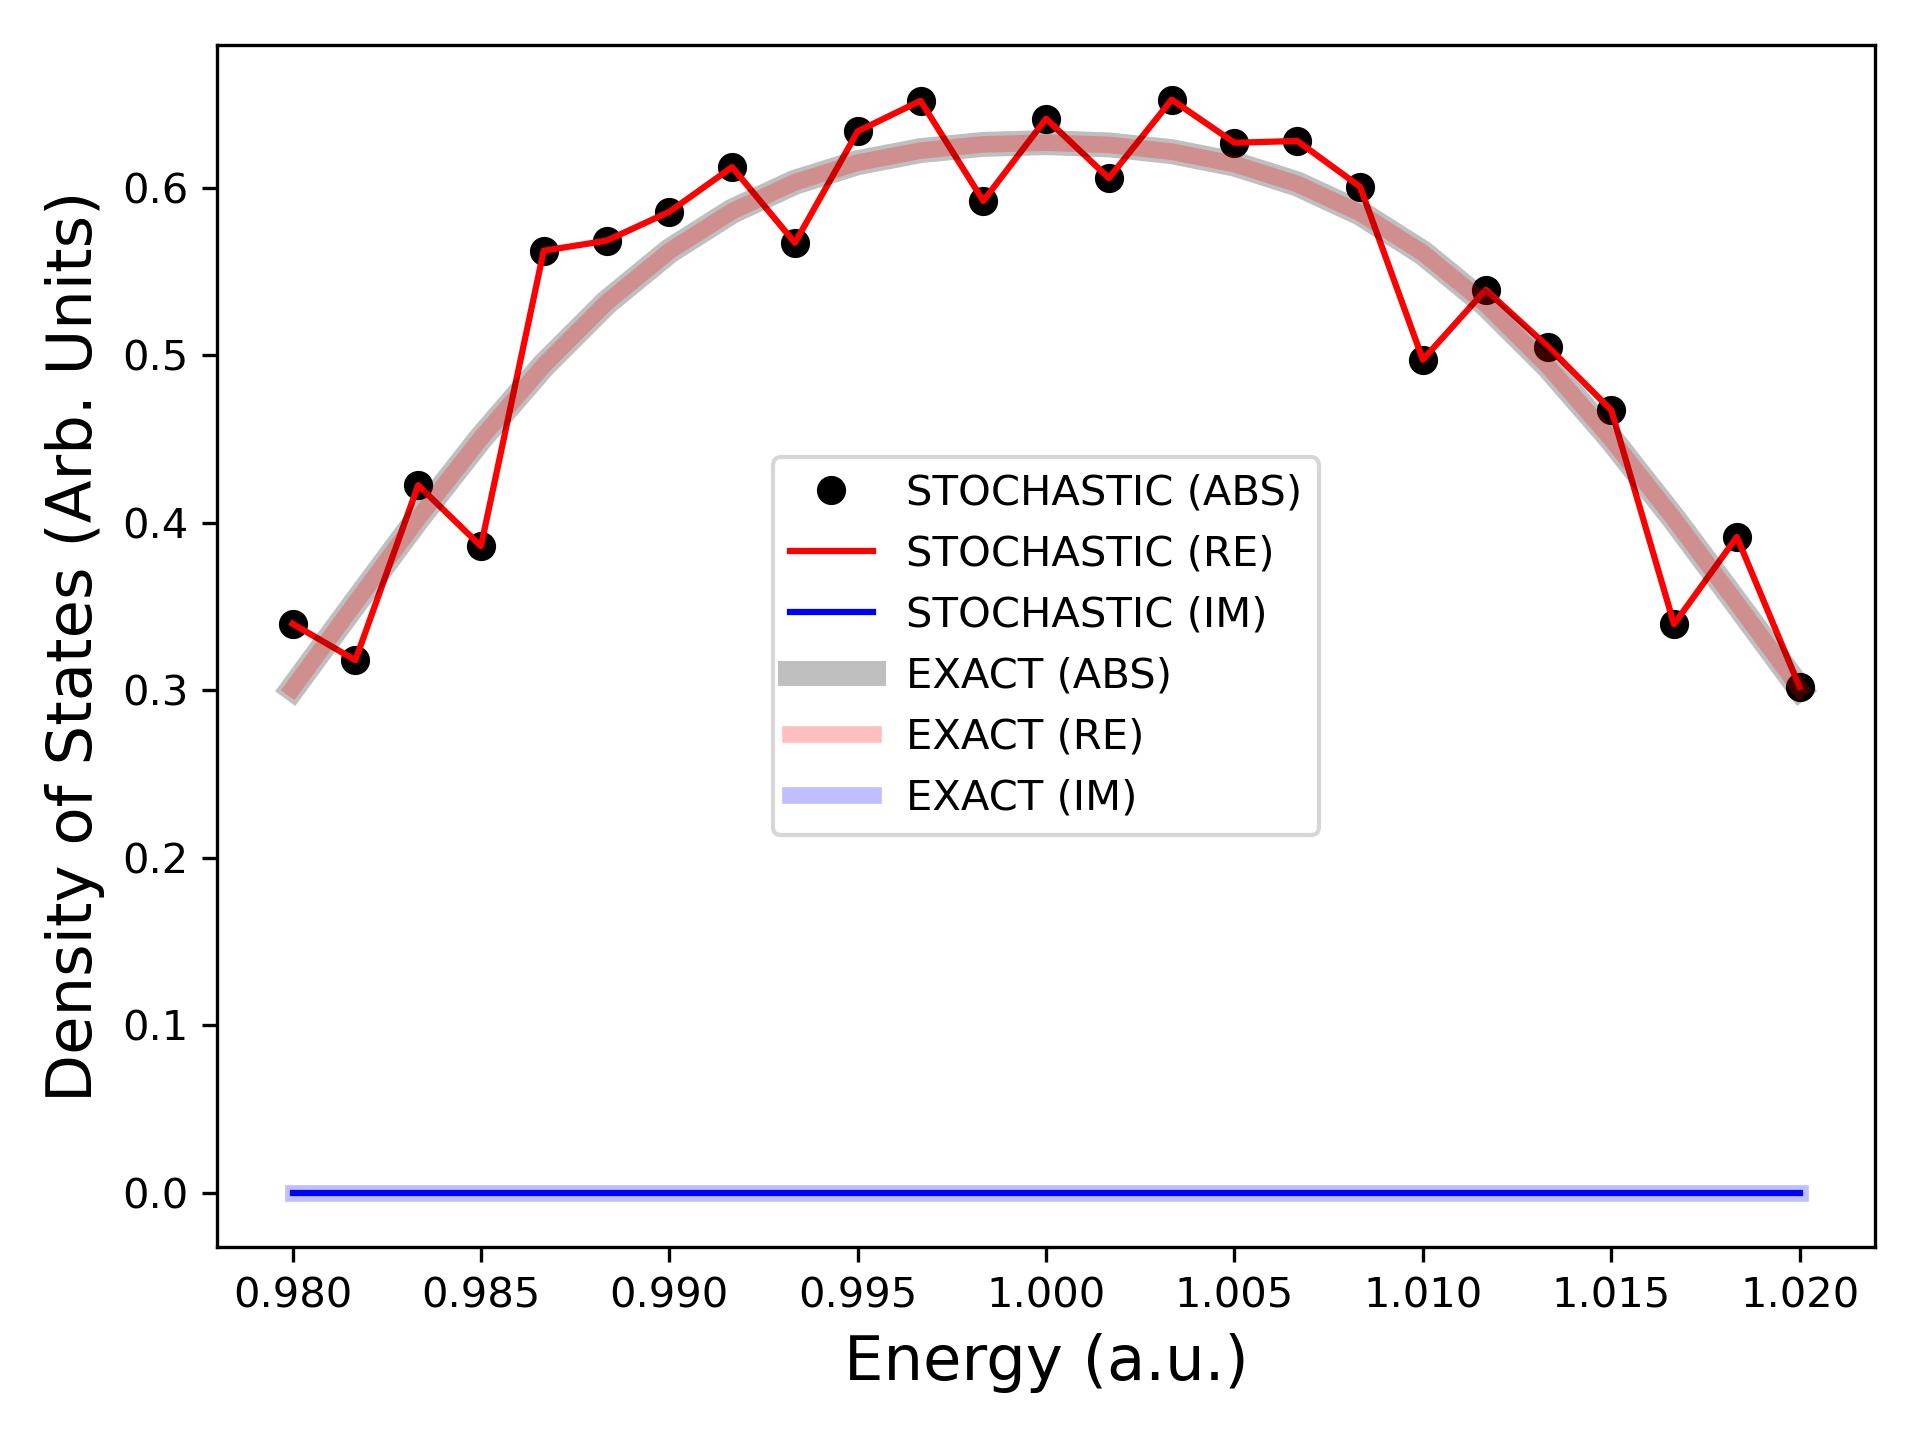 Density of States (Arb. Units)
0.6
0.5
0.4
0.3
0.2
0.1
0.0
STOCHASTIC (ABS)
STOCHASTIC (RE)
STOCHASTIC (IM)
EXACT (ABS)
EXACT (RE)
EXACT (IM)
0.980 0.985 0.990 0.995 1.000 1.005 1.010 1.015 1.020
Energy (a.u.)